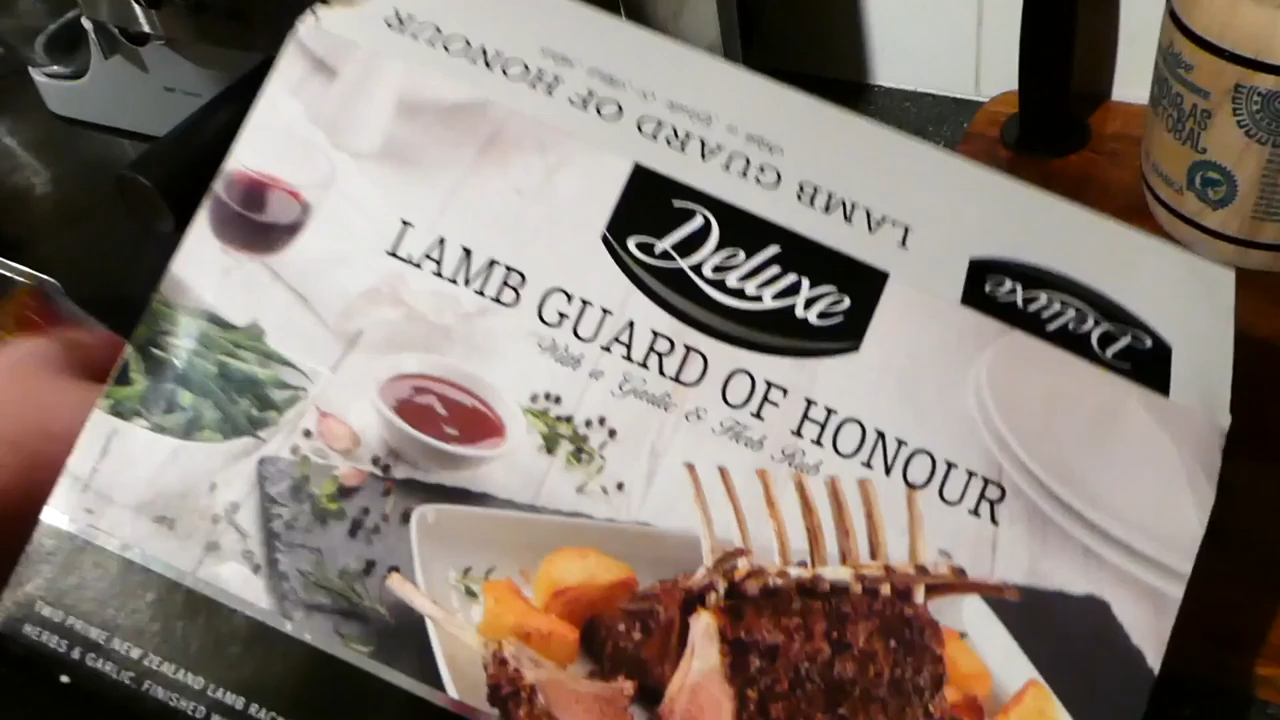 LAMB GUARD OF HONOUR
Deluxe
Deluxe
LAMB GUARD OF HONOUR
With a Garlic & Herb Rub
TWO PRIME NEW ZEALAND LAMB
HERBS & GARLIC, FINISHED
Deluxe